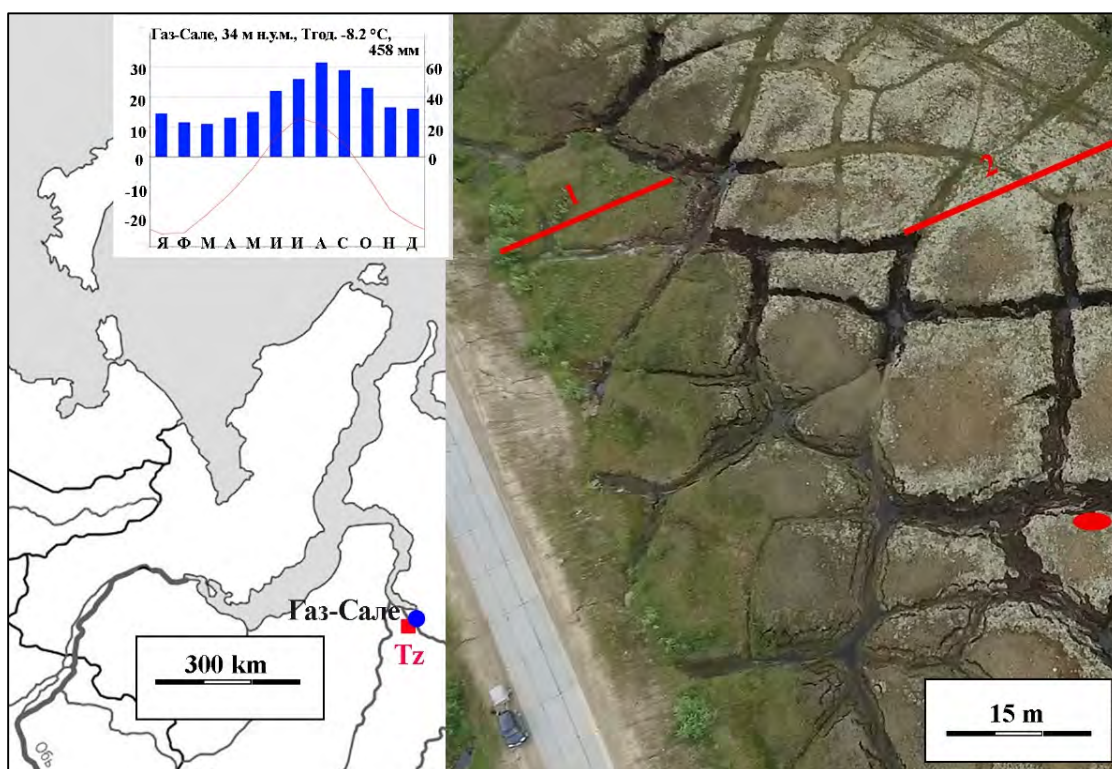 Газ-Сале, 34 м н.у.м., Tгод. -8.2 °C,
458 мм
30
20
10
0
-10
-20
60
40
20
0
Я Ф М А М И И А С О Н Д
Газ-Сале
Tz
300 km
Обь
1
2
15 m